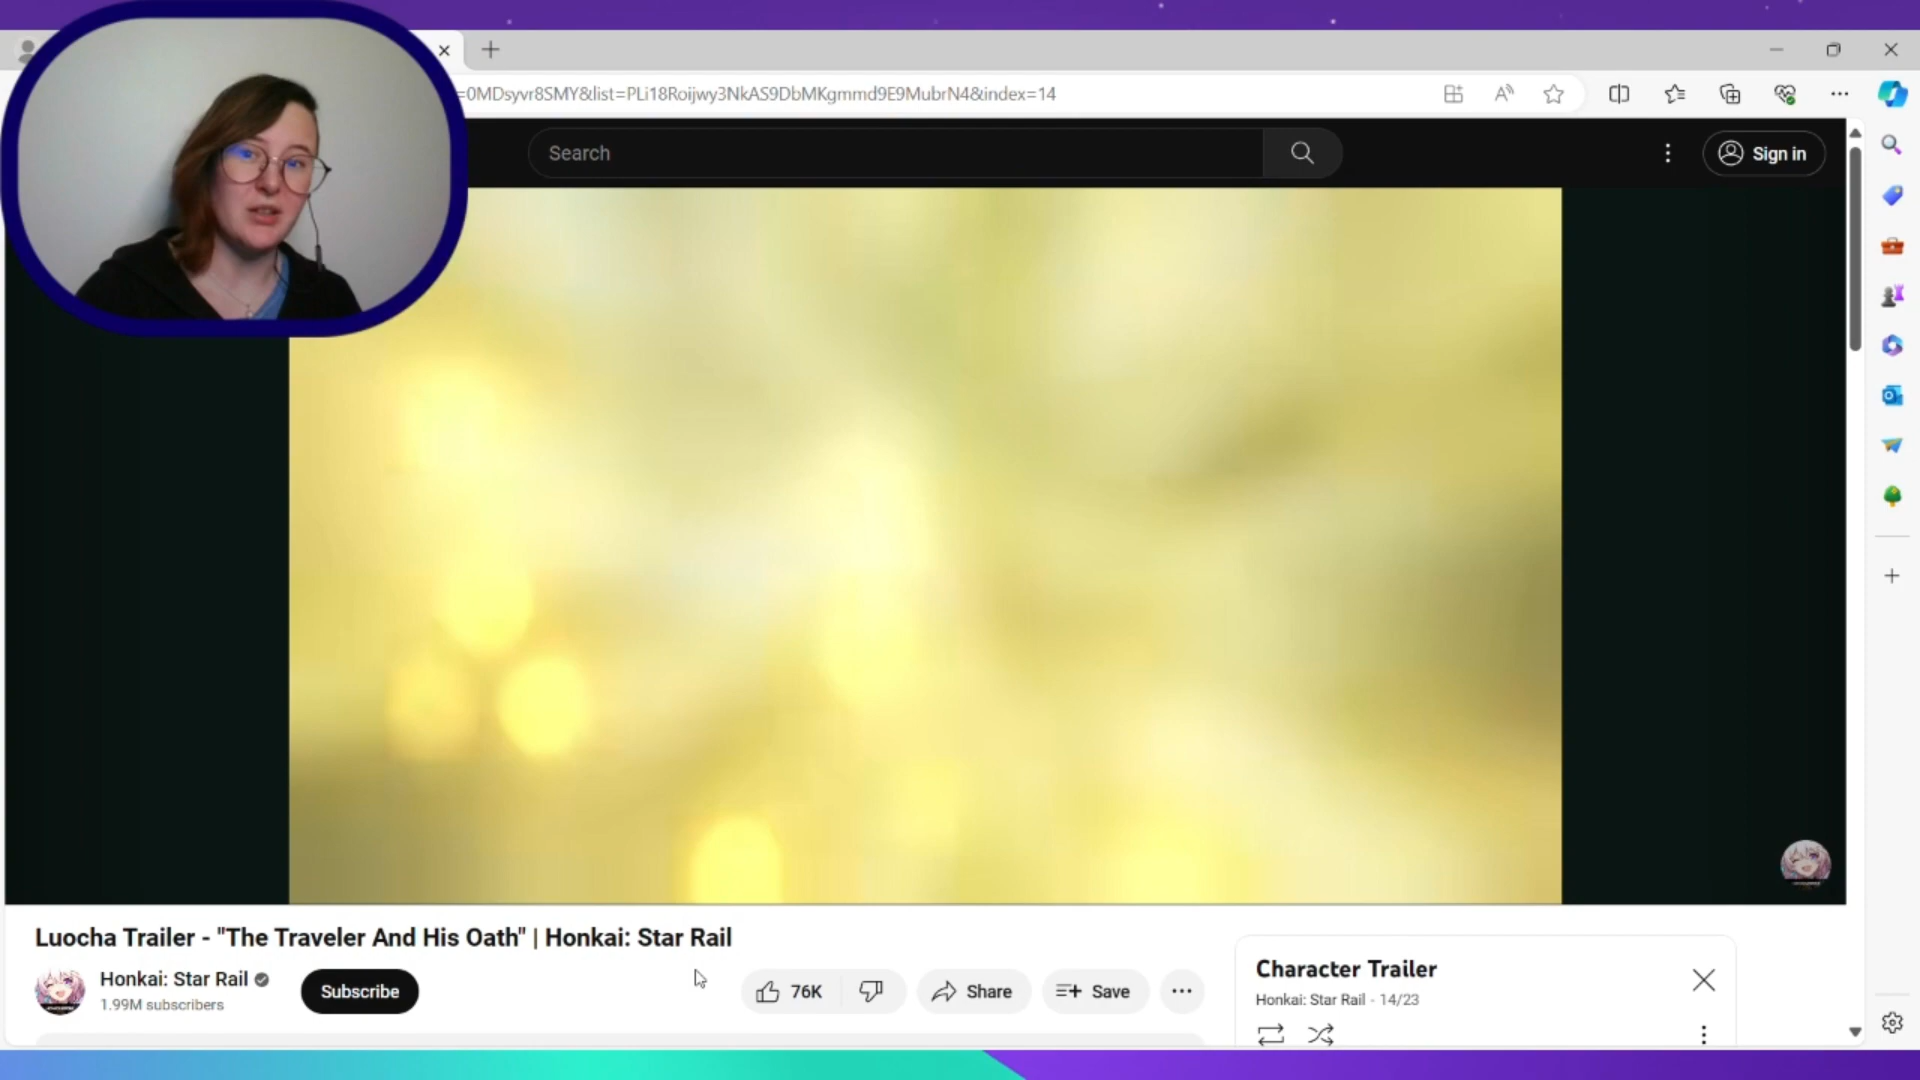 =0MDsyvr8SMY&list=PLi18Roijwy3NkAS9DbMKgmmd9E9MubrN4&index=14
Search
Sign in
Luocha Trailer - "The Traveler And His Oath" | Honkai: Star Rail
Honkai: Star Rail
1.99M subscribers
Subscribe
76K
Share
Save
Character Trailer
Honkai: Star Rail - 14/23